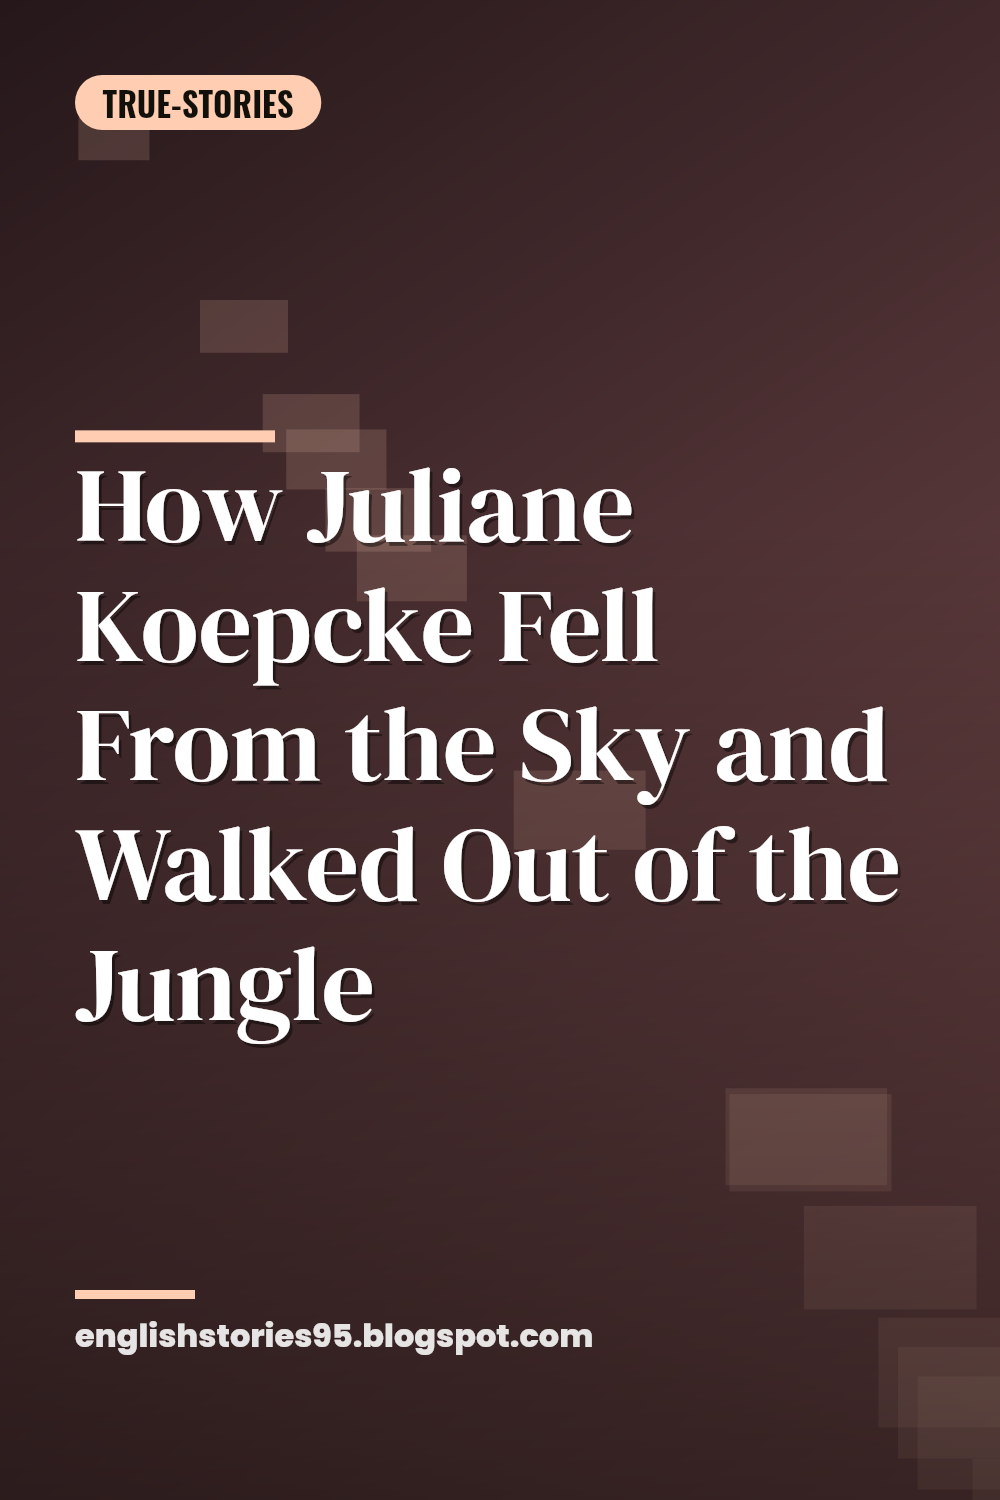 TRUE-STORIES
How Juliane
Koepcke Fell
From the Sky and
Walked Out of the
Jungle
englishstories95.blogspot.com